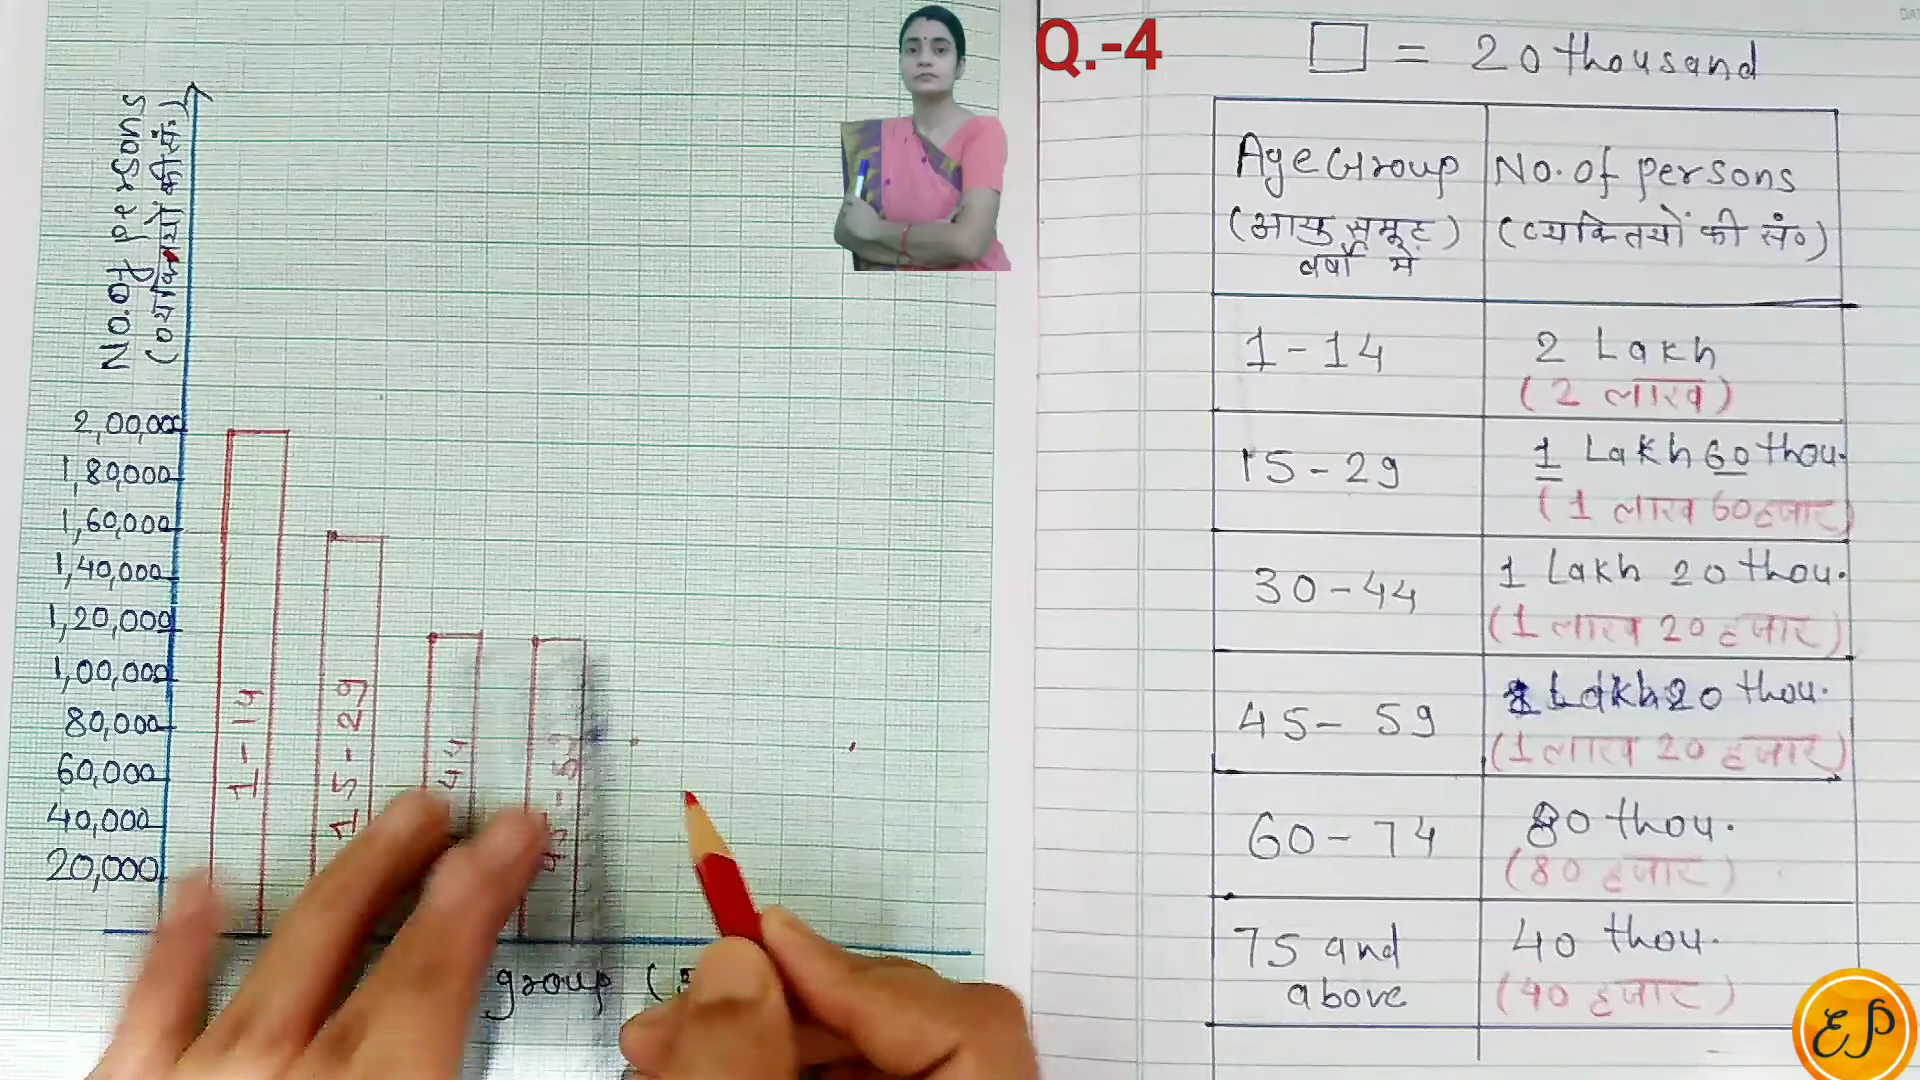 Q.-4
□ = 20 thousand
No. of persons
2,00,000
1,80,000
1,60,000
1,40,000
1,20,000
1,00,000
80,000
60,000
40,000
20,000
1-14
15-29
44
group (
Age Group
(आयु समूह)
वर्षों में
No. of persons
(व्यक्तियों की सं०)
1-14
2 Lakh
(2 लाख)
15-29
1 Lakh 60 thou.
(1 लाख 60 हजार)
30-44
1 Lakh 20 thou.
(1 लाख 20 हजार)
45-59
1 Lakh 20 thou.
(1 लाख 20 हजार)
60-74
80 thou.
(80 हजार)
75 and
above
40 thou.
(40 हजार)
EP